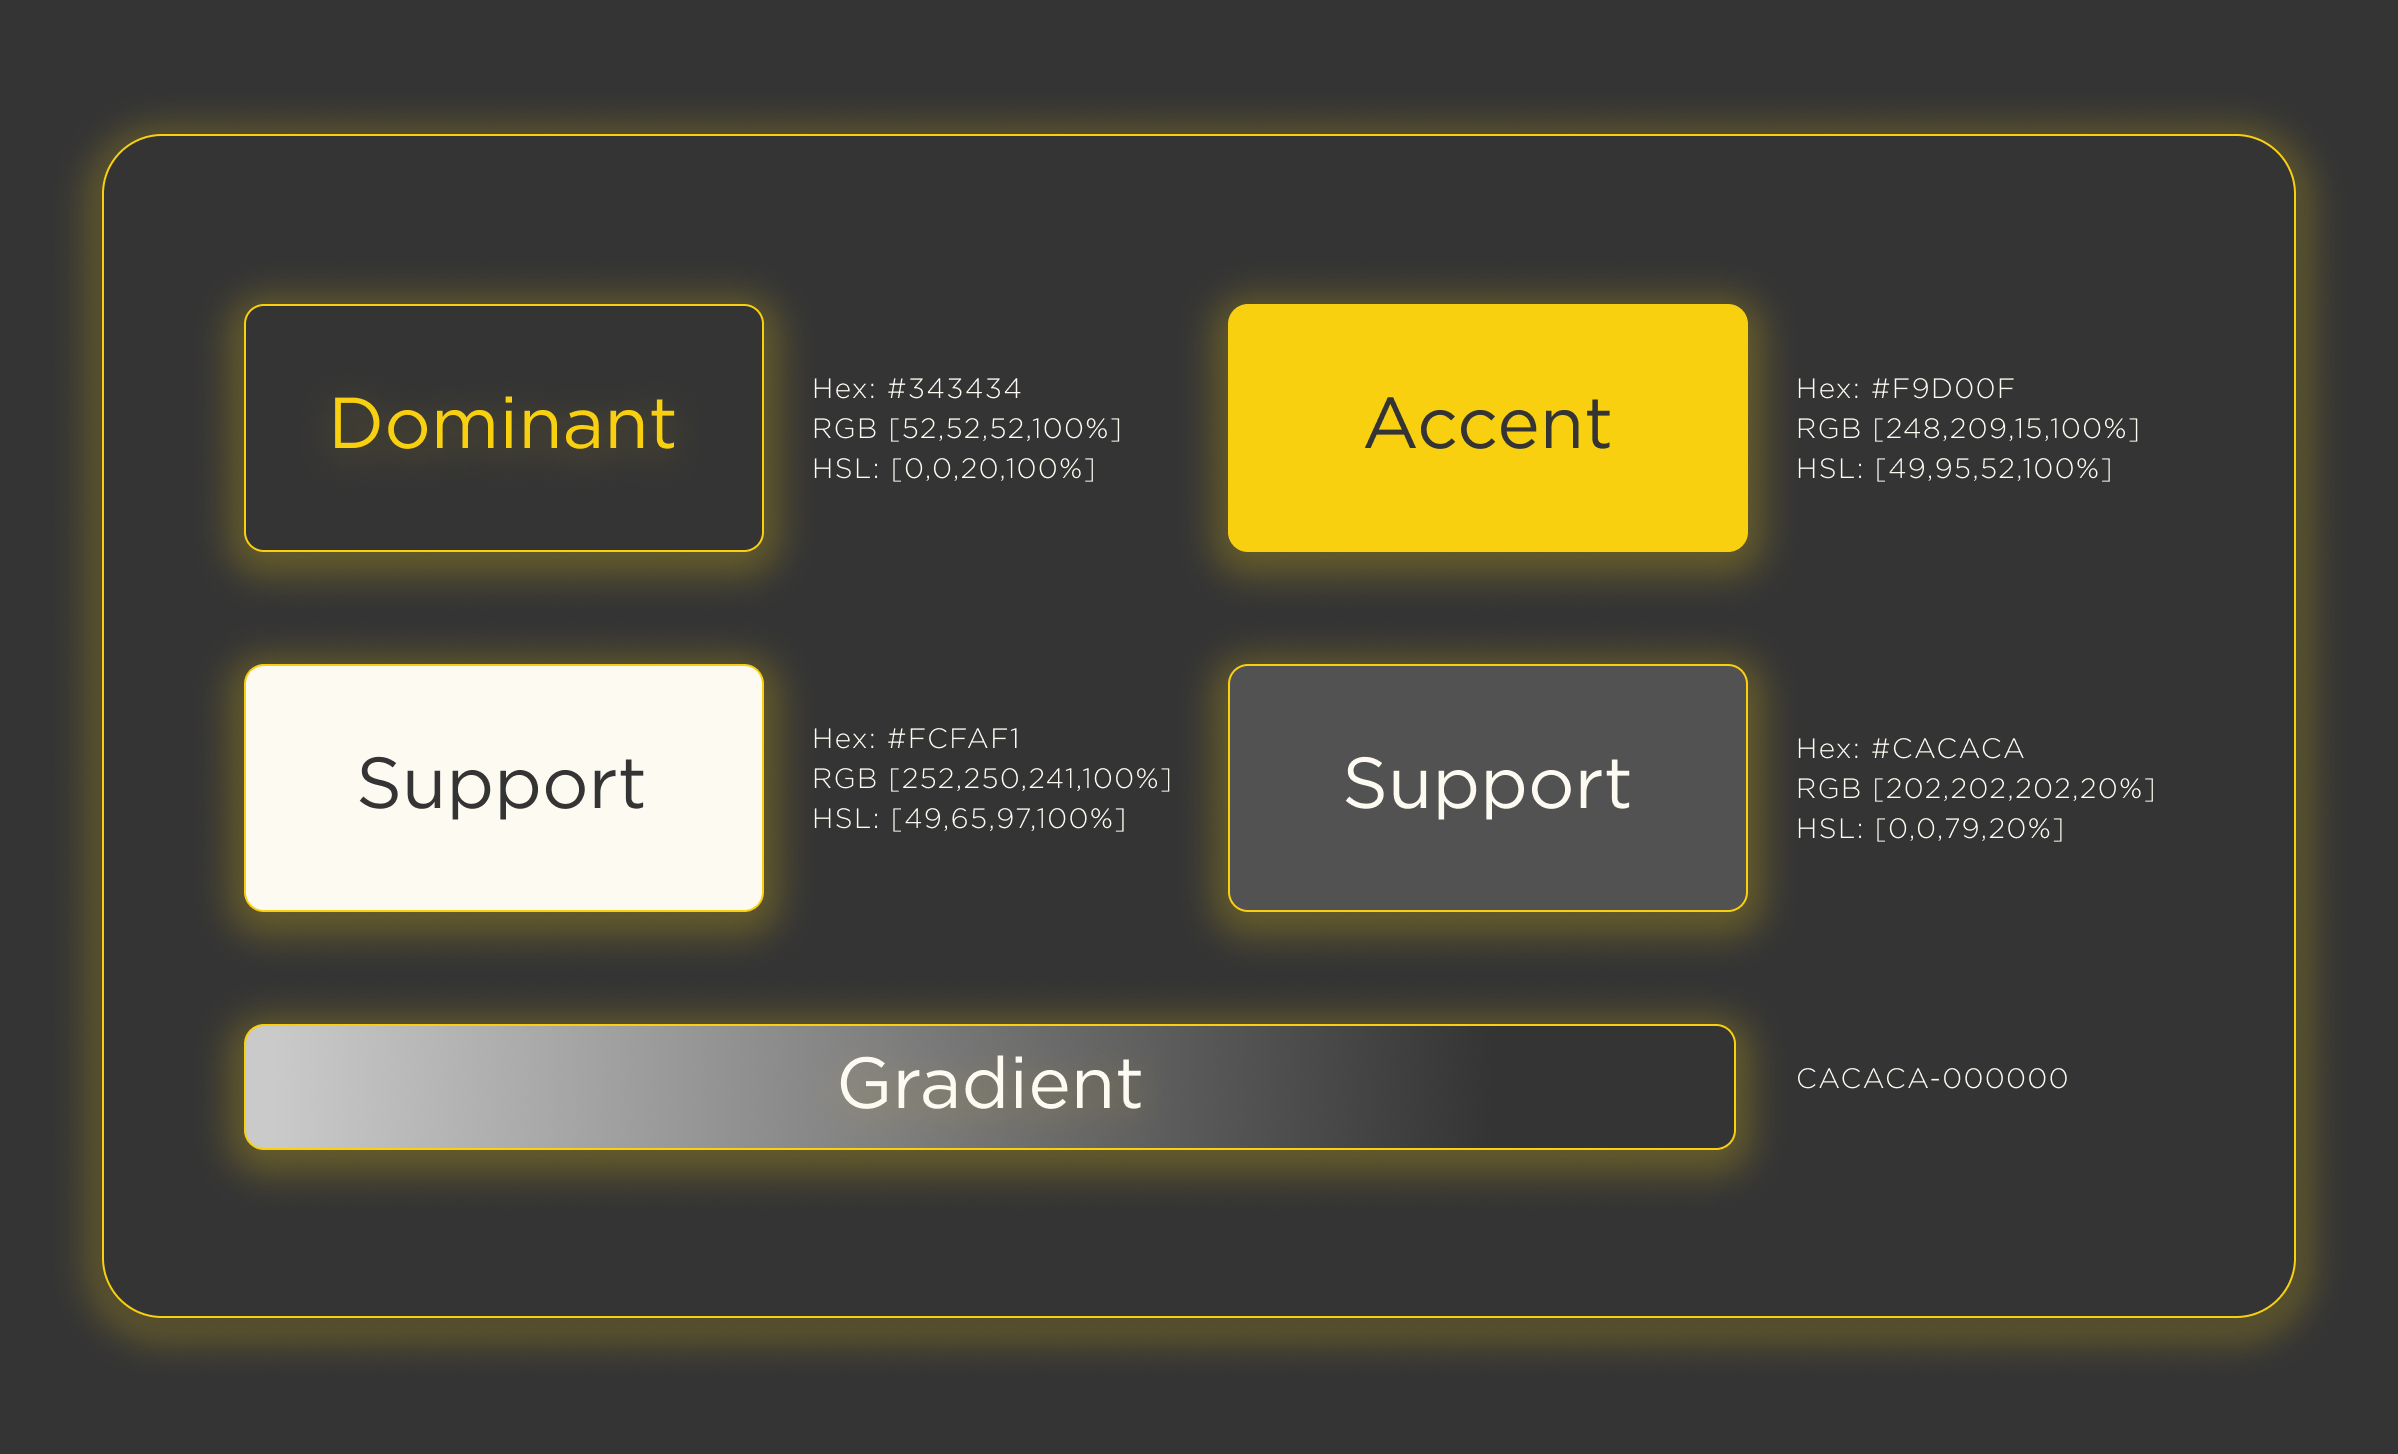 Dominant
Hex: #343434
RGB [52,52,52,100%]
HSL: [0,0,20,100%]
Accent
Hex: #F9D00F
RGB [248,209,15,100%]
HSL: [49,95,52,100%]
Support
Hex: #FCFAF1
RGB [252,250,241,100%]
HSL: [49,65,97,100%]
Support
Hex: #CACACA
RGB [202,202,202,20%]
HSL: [0,0,79,20%]
Gradient
CACACA-000000